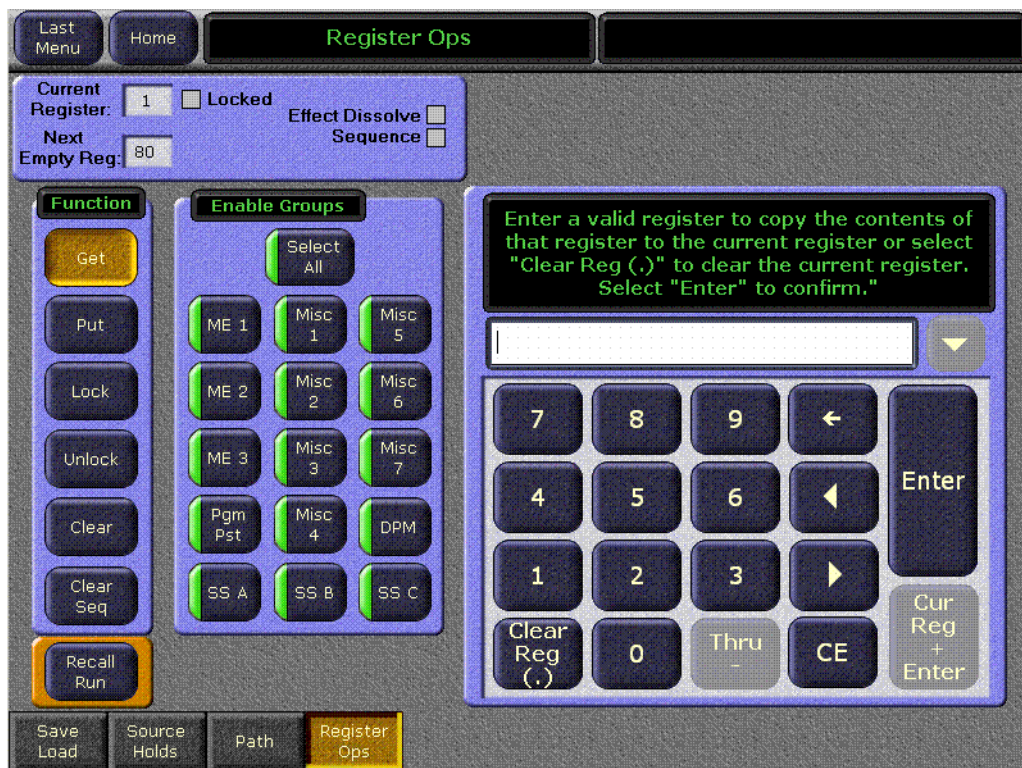 Last
Menu
Home
Register Ops
Current
Register:
1
Locked
Effect Dissolve
Sequence
Next
Empty Reg:
80
Function
Get
Put
Lock
Unlock
Clear
Clear
Seq
Recall
Run
Enable Groups
Select
All
ME 1
Misc
1
Misc
5
ME 2
Misc
2
Misc
6
ME 3
Misc
3
Misc
7
Pgm
Pst
Misc
4
DPM
SS A
SS B
SS C
Enter a valid register to copy the contents of
that register to the current register or select
"Clear Reg (.)" to clear the current register.
Select "Enter" to confirm."
7
8
9
←
Enter
4
5
6
1
2
3
Clear
Reg
(.)
0
Thru
-
CE
Cur
Reg
+
Enter
Save
Load
Source
Holds
Path
Register
Ops